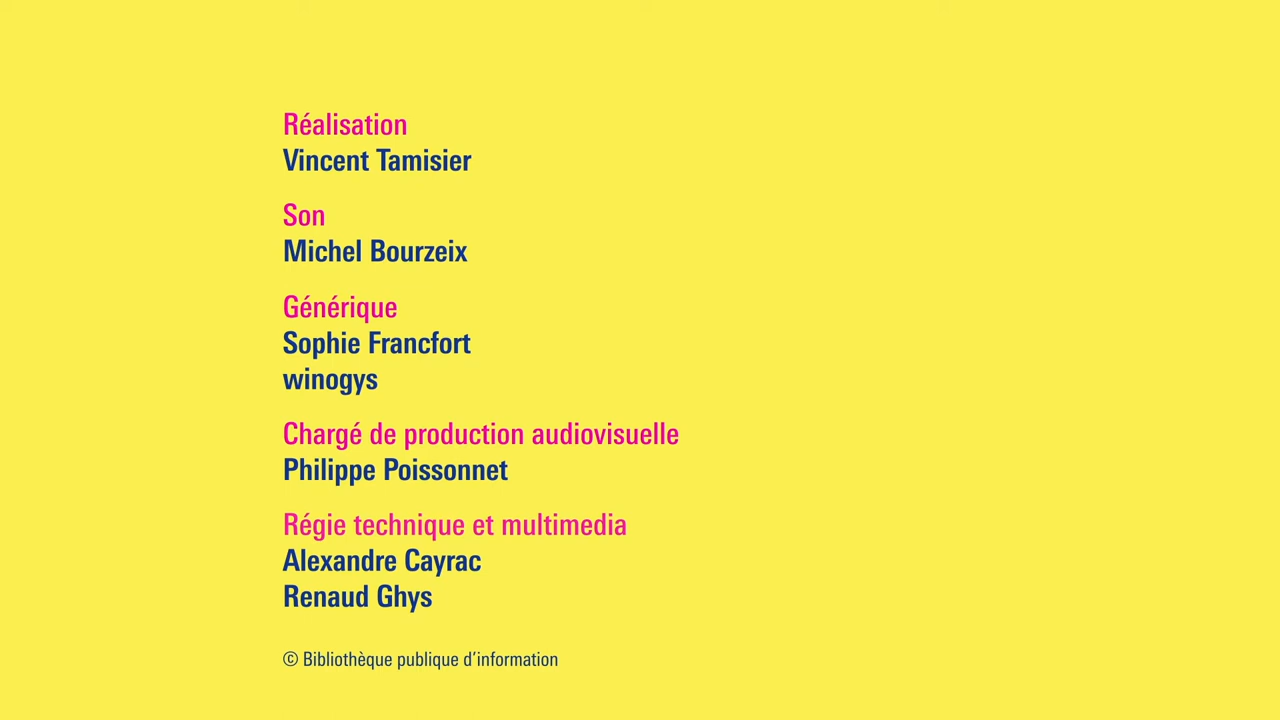 Réalisation
Vincent Tamisier
Son
Michel Bourzeix
Générique
Sophie Francfort
winogys
Chargé de production audiovisuelle
Philippe Poissonnet
Régie technique et multimedia
Alexandre Cayrac
Renaud Ghys
© Bibliothèque publique d'information